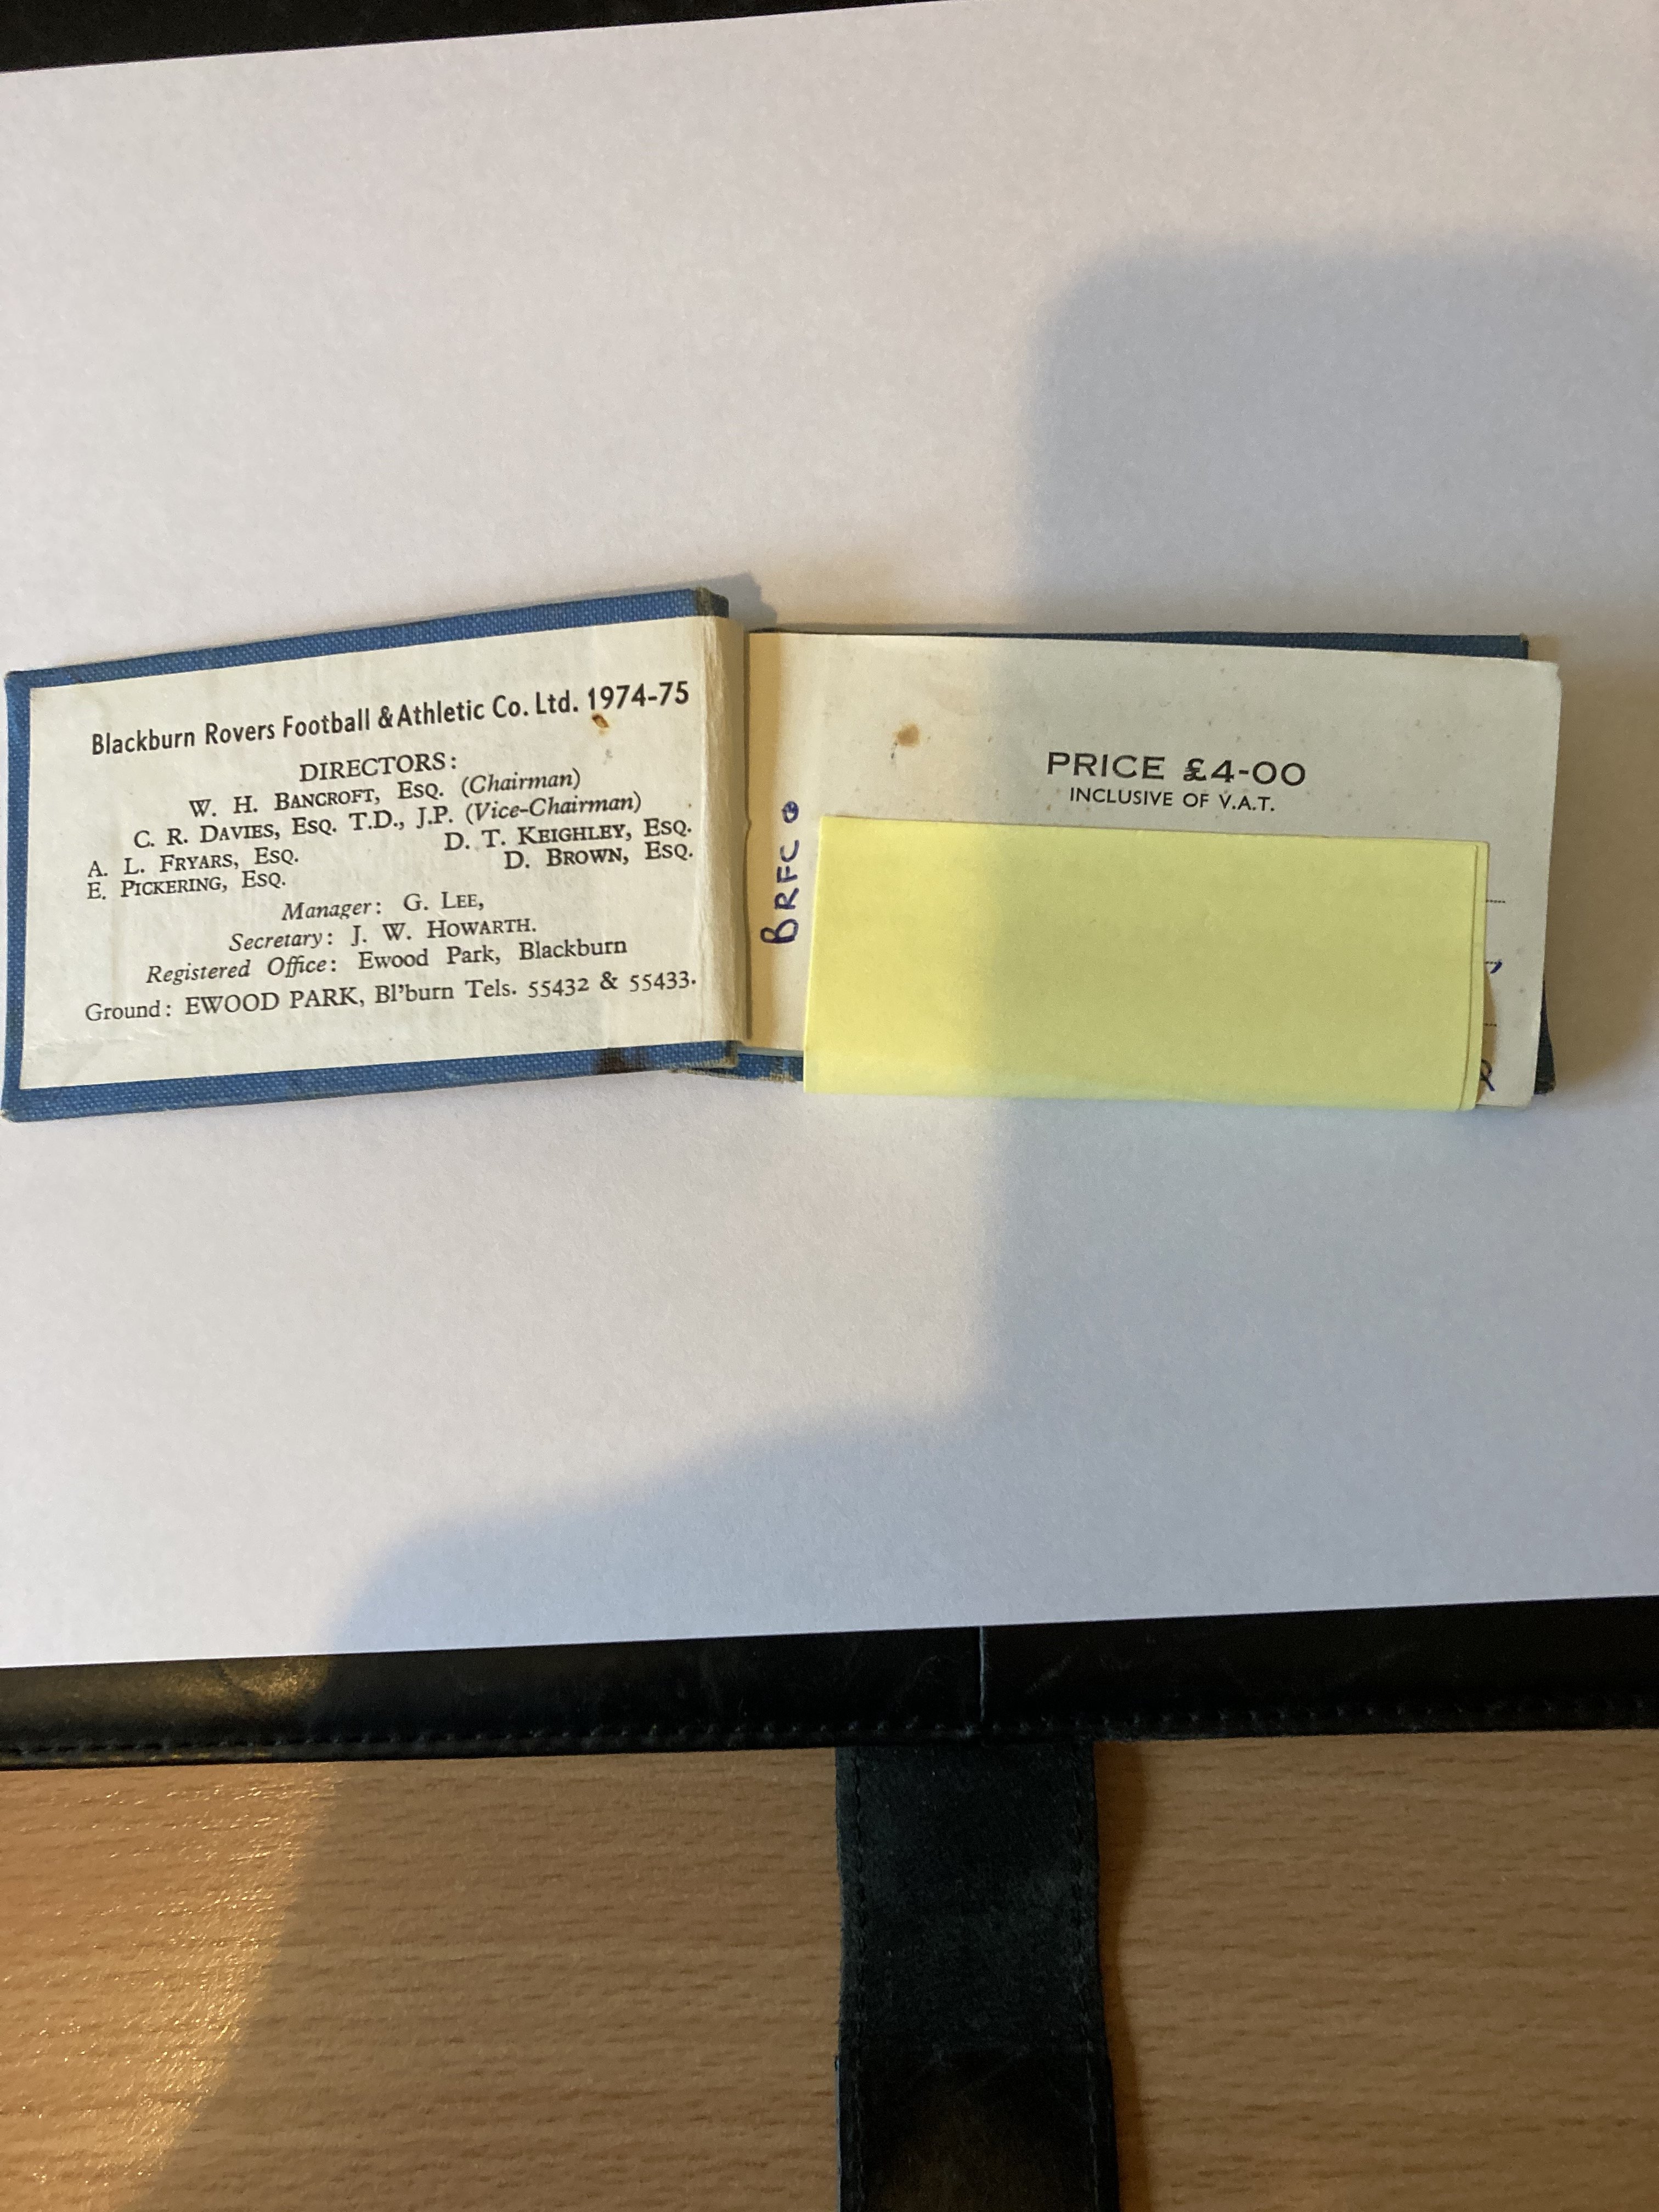 Blackburn Rovers Football & Athletic Co. Ltd. 1974-75
DIRECTORS:
W. H. BANCROFT, ESQ. (Chairman)
C. R. DAVIES, ESQ. T.D., J.P. (Vice-Chairman)
A. L. FRYARS, ESQ. D. T. KEIGHLEY, ESQ.
E. PICKERING, ESQ. D. BROWN, ESQ.
Manager: G. LEE,
Secretary: J. W. HOWARTH.
Registered Office: Ewood Park, Blackburn
Ground: EWOOD PARK, Bl'burn Tels. 55432 & 55433.
BRFC
PRICE £4-00
INCLUSIVE OF V.A.T.